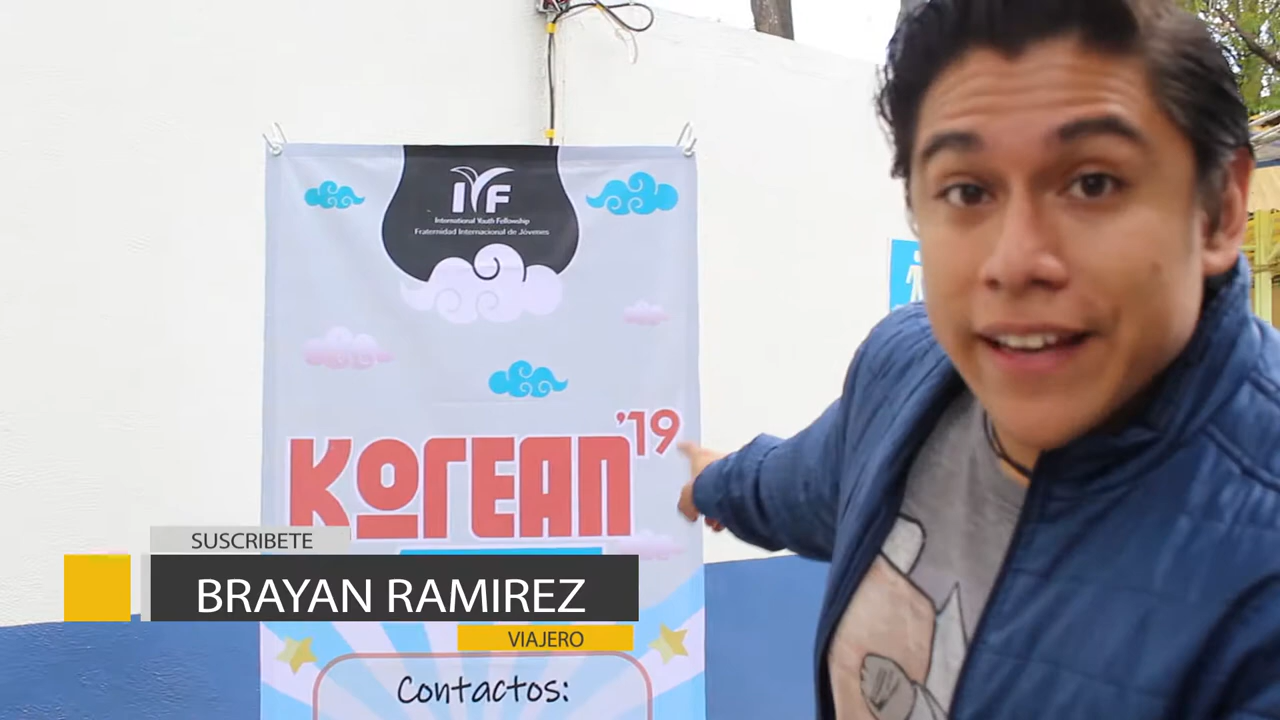 IYF
International Youth Fellowship
Fraternidad Internacional de Jóvenes
KOREAN '19
SUSCRIBETE
BRAYAN RAMIREZ
VIAJERO
Contactos: